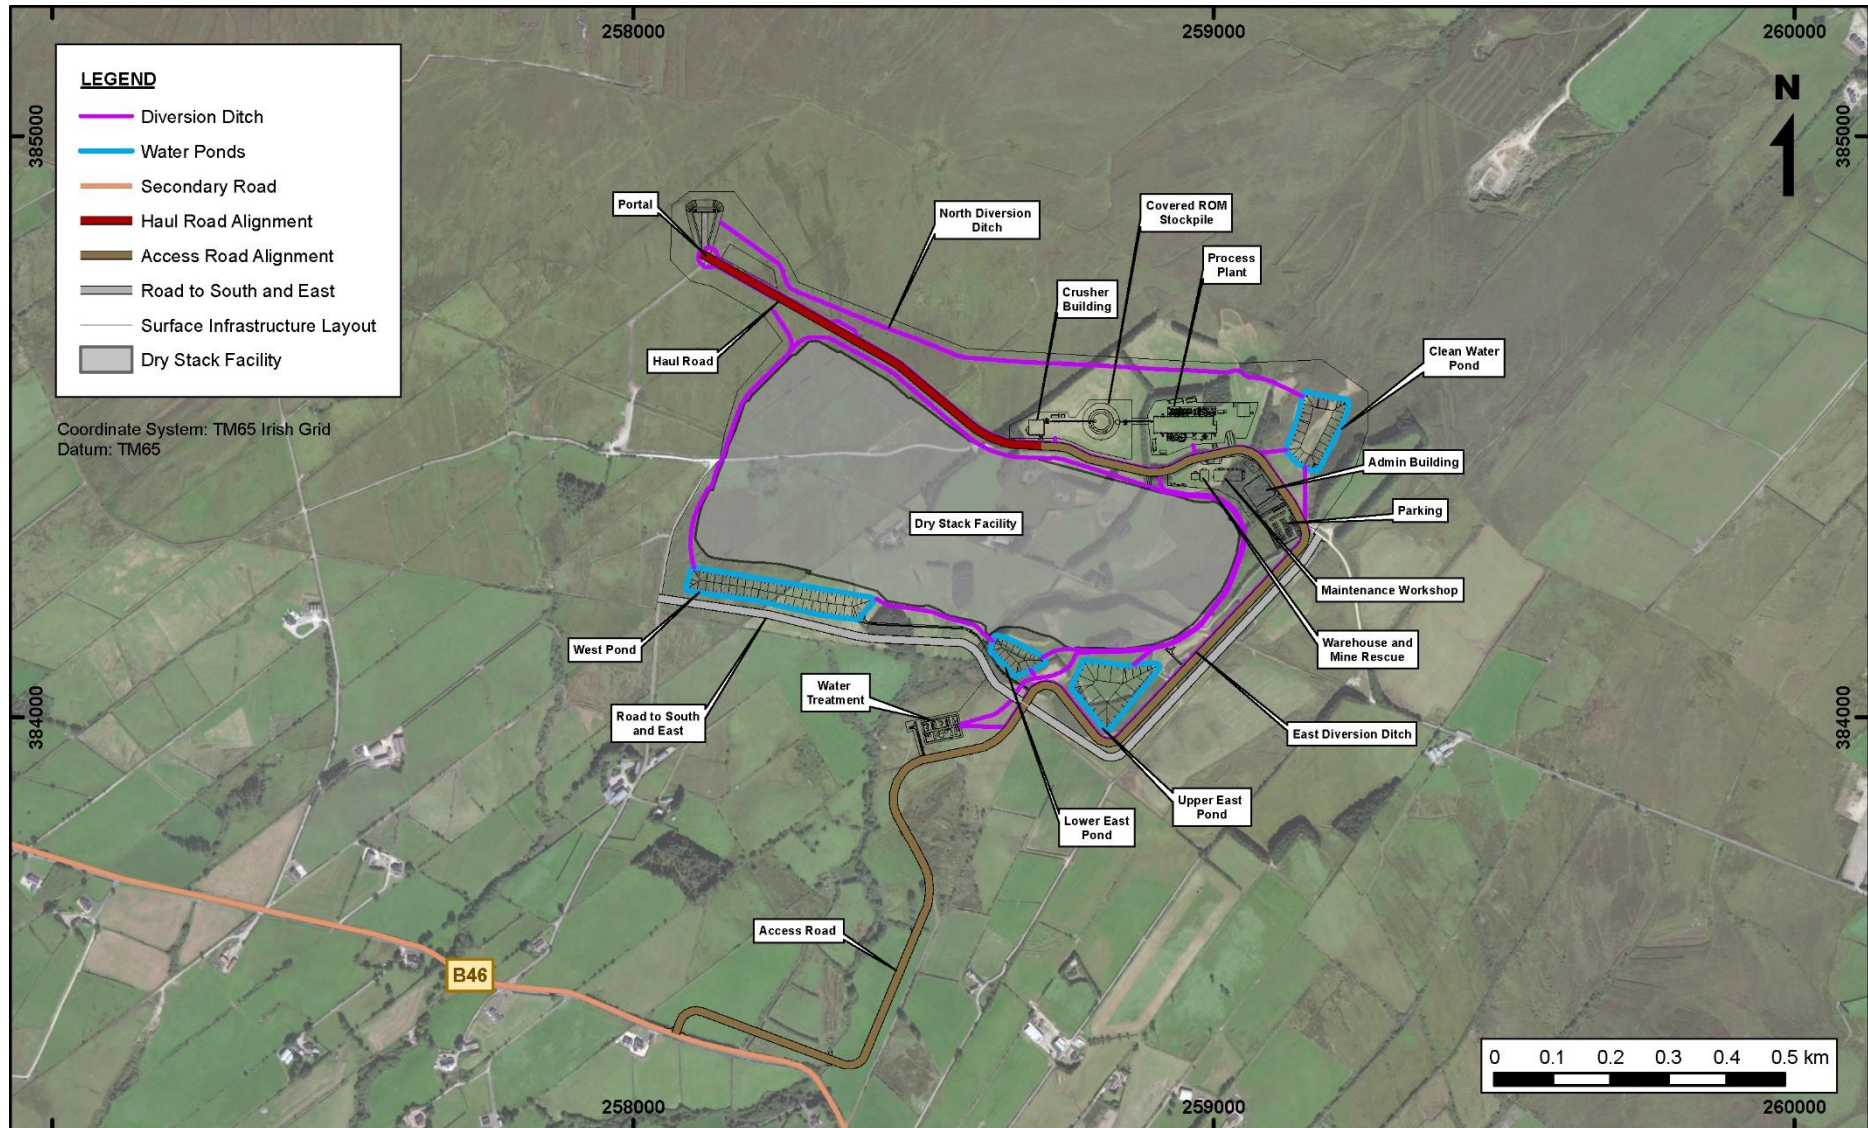 258000
259000
260000
LEGEND
Diversion Ditch
Water Ponds
Secondary Road
Haul Road Alignment
Access Road Alignment
Road to South and East
Surface Infrastructure Layout
Dry Stack Facility
Coordinate System: TM65 Irish Grid
Datum: TM65
385000
385000
N
Portal
North Diversion
Ditch
Covered ROM
Stockpile
Process
Plant
Crusher
Building
Haul Road
Clean Water
Pond
Admin Building
Parking
Dry Stack Facility
Maintenance Workshop
Warehouse and
Mine Rescue
West Pond
Water
Treatment
Road to South
and East
East Diversion Ditch
384000
384000
Upper East
Pond
Lower East
Pond
Access Road
B46
0 0.1 0.2 0.3 0.4 0.5 km
258000
259000
260000